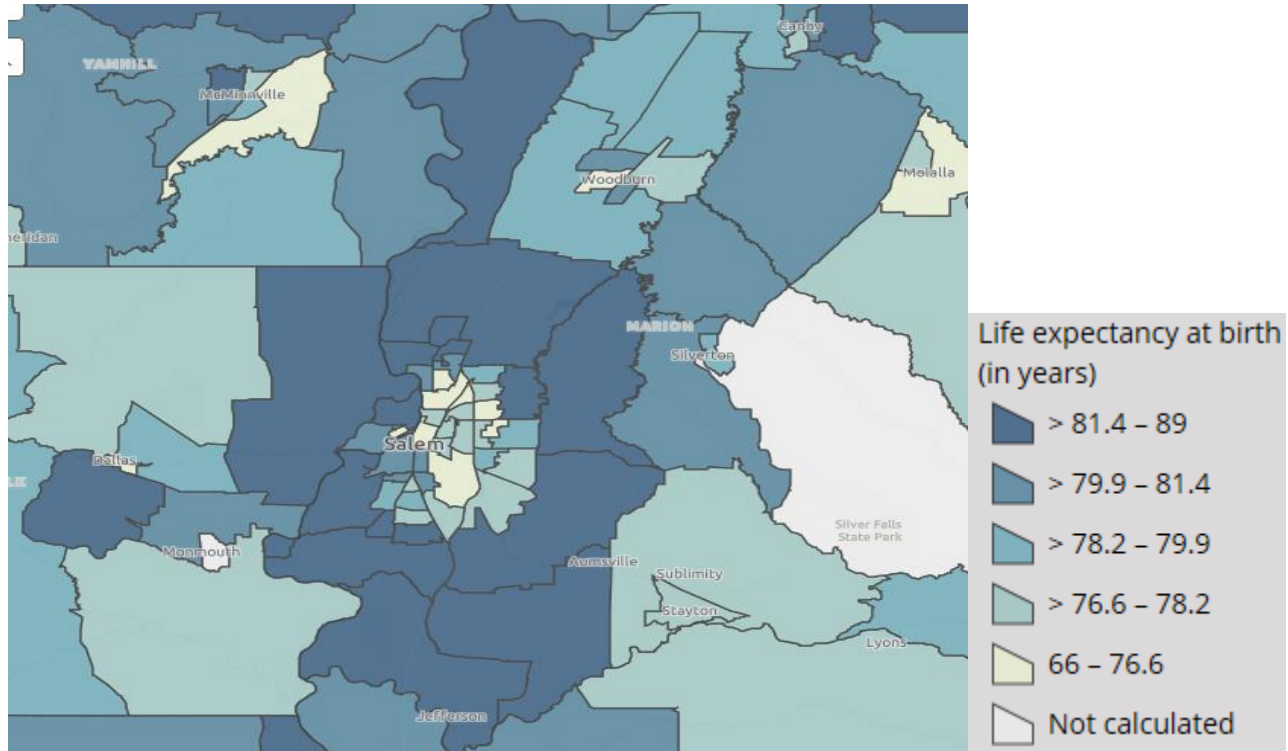 Canby
YAMHILL
McMinnville
Woodburn
Molalla
eridan
MARION
Silverton
Salem
Dallas
Silver Falls
State Park
Monmouth
Aumsville
Sublimity
Stayton
Lyons
Jefferson
Life expectancy at birth
(in years)
> 81.4 – 89
> 79.9 – 81.4
> 78.2 – 79.9
> 76.6 – 78.2
66 – 76.6
Not calculated